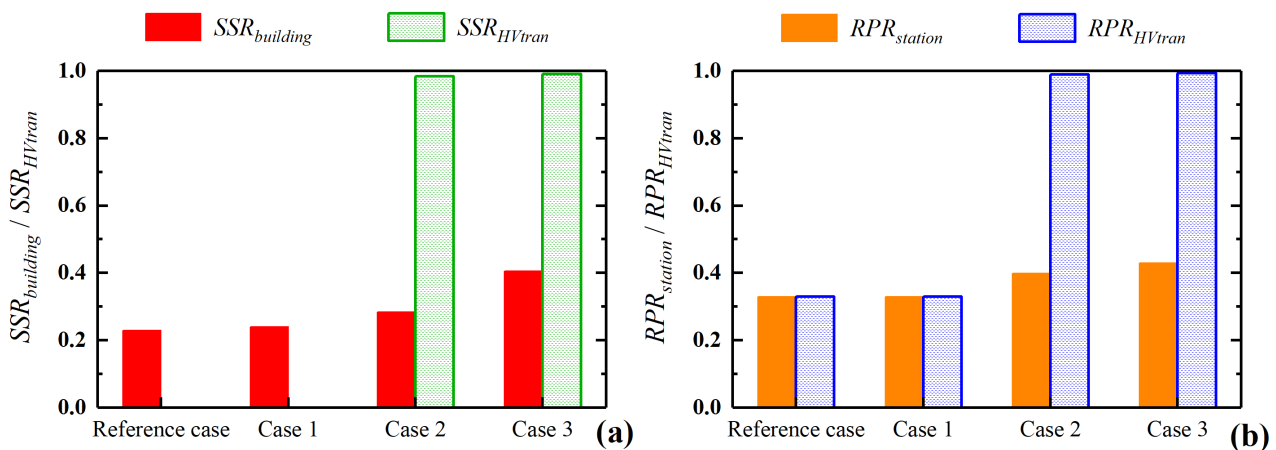 SSR_building SSR_HVtran
SSR_building / SSR_HVtran
1.0
0.8
0.6
0.4
0.2
0.0
Reference case Case 1 Case 2 Case 3
(a)
RPR_station RPR_HVtran
RPR_station / RPR_HVtran
1.0
0.8
0.6
0.4
0.2
0.0
Reference case Case 1 Case 2 Case 3
(b)